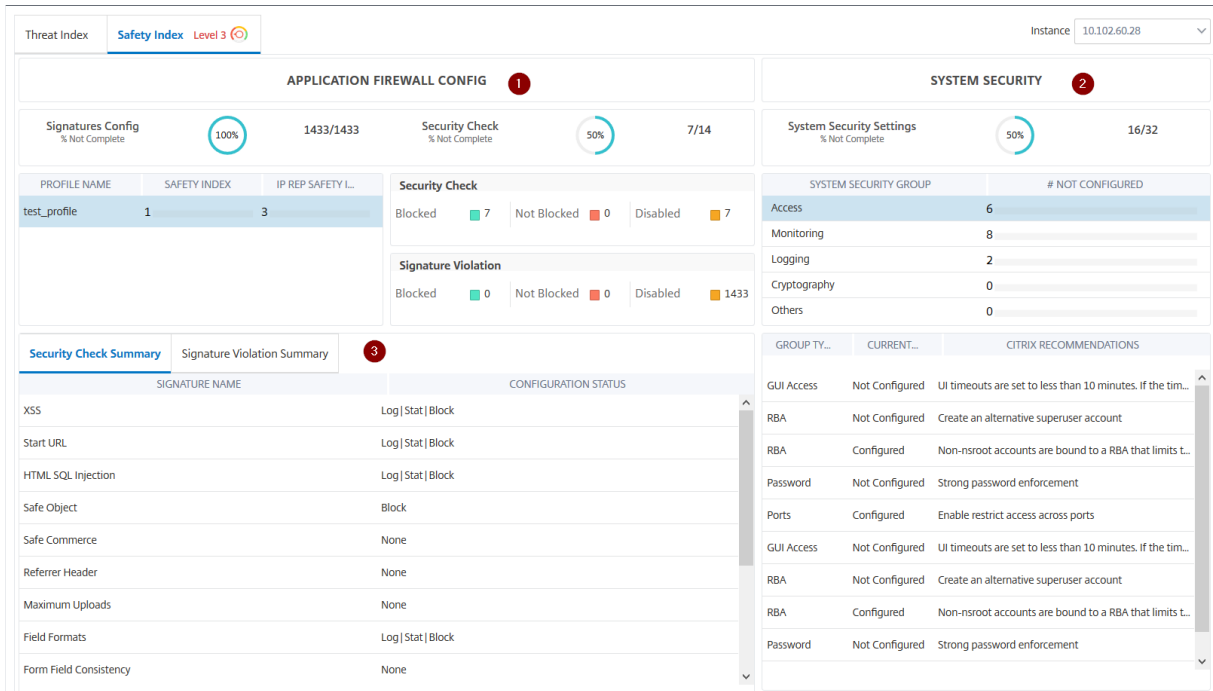 Threat Index Safety Index Level 3 Instance 10.102.60.28
APPLICATION FIREWALL CONFIG 1
SYSTEM SECURITY 2
Signatures Config
% Not Complete
100%
1433/1433
Security Check
% Not Complete
50%
7/14
System Security Settings
% Not Complete
50%
16/32
PROFILE NAME SAFETY INDEX IP REP SAFETY I...
test_profile 1 3
Security Check
Blocked 7 Not Blocked 0 Disabled 7
Signature Violation
Blocked 0 Not Blocked 0 Disabled 1433
SYSTEM SECURITY GROUP # NOT CONFIGURED
Access 6
Monitoring 8
Logging 2
Cryptography 0
Others 0
Security Check Summary Signature Violation Summary 3
SIGNATURE NAME CONFIGURATION STATUS
XSS Log|Stat|Block
Start URL Log|Stat|Block
HTML SQL Injection Log|Stat|Block
Safe Object Block
Safe Commerce None
Referrer Header None
Maximum Uploads None
Field Formats Log|Stat|Block
Form Field Consistency None
GROUP TY... CURRENT... CITRIX RECOMMENDATIONS
GUI Access Not Configured UI timeouts are set to less than 10 minutes. If the tim...
RBA Not Configured Create an alternative superuser account
RBA Configured Non-nsroot accounts are bound to a RBA that limits t...
Password Not Configured Strong password enforcement
Ports Configured Enable restrict access across ports
GUI Access Not Configured UI timeouts are set to less than 10 minutes. If the tim...
RBA Not Configured Create an alternative superuser account
RBA Configured Non-nsroot accounts are bound to a RBA that limits t...
Password Not Configured Strong password enforcement